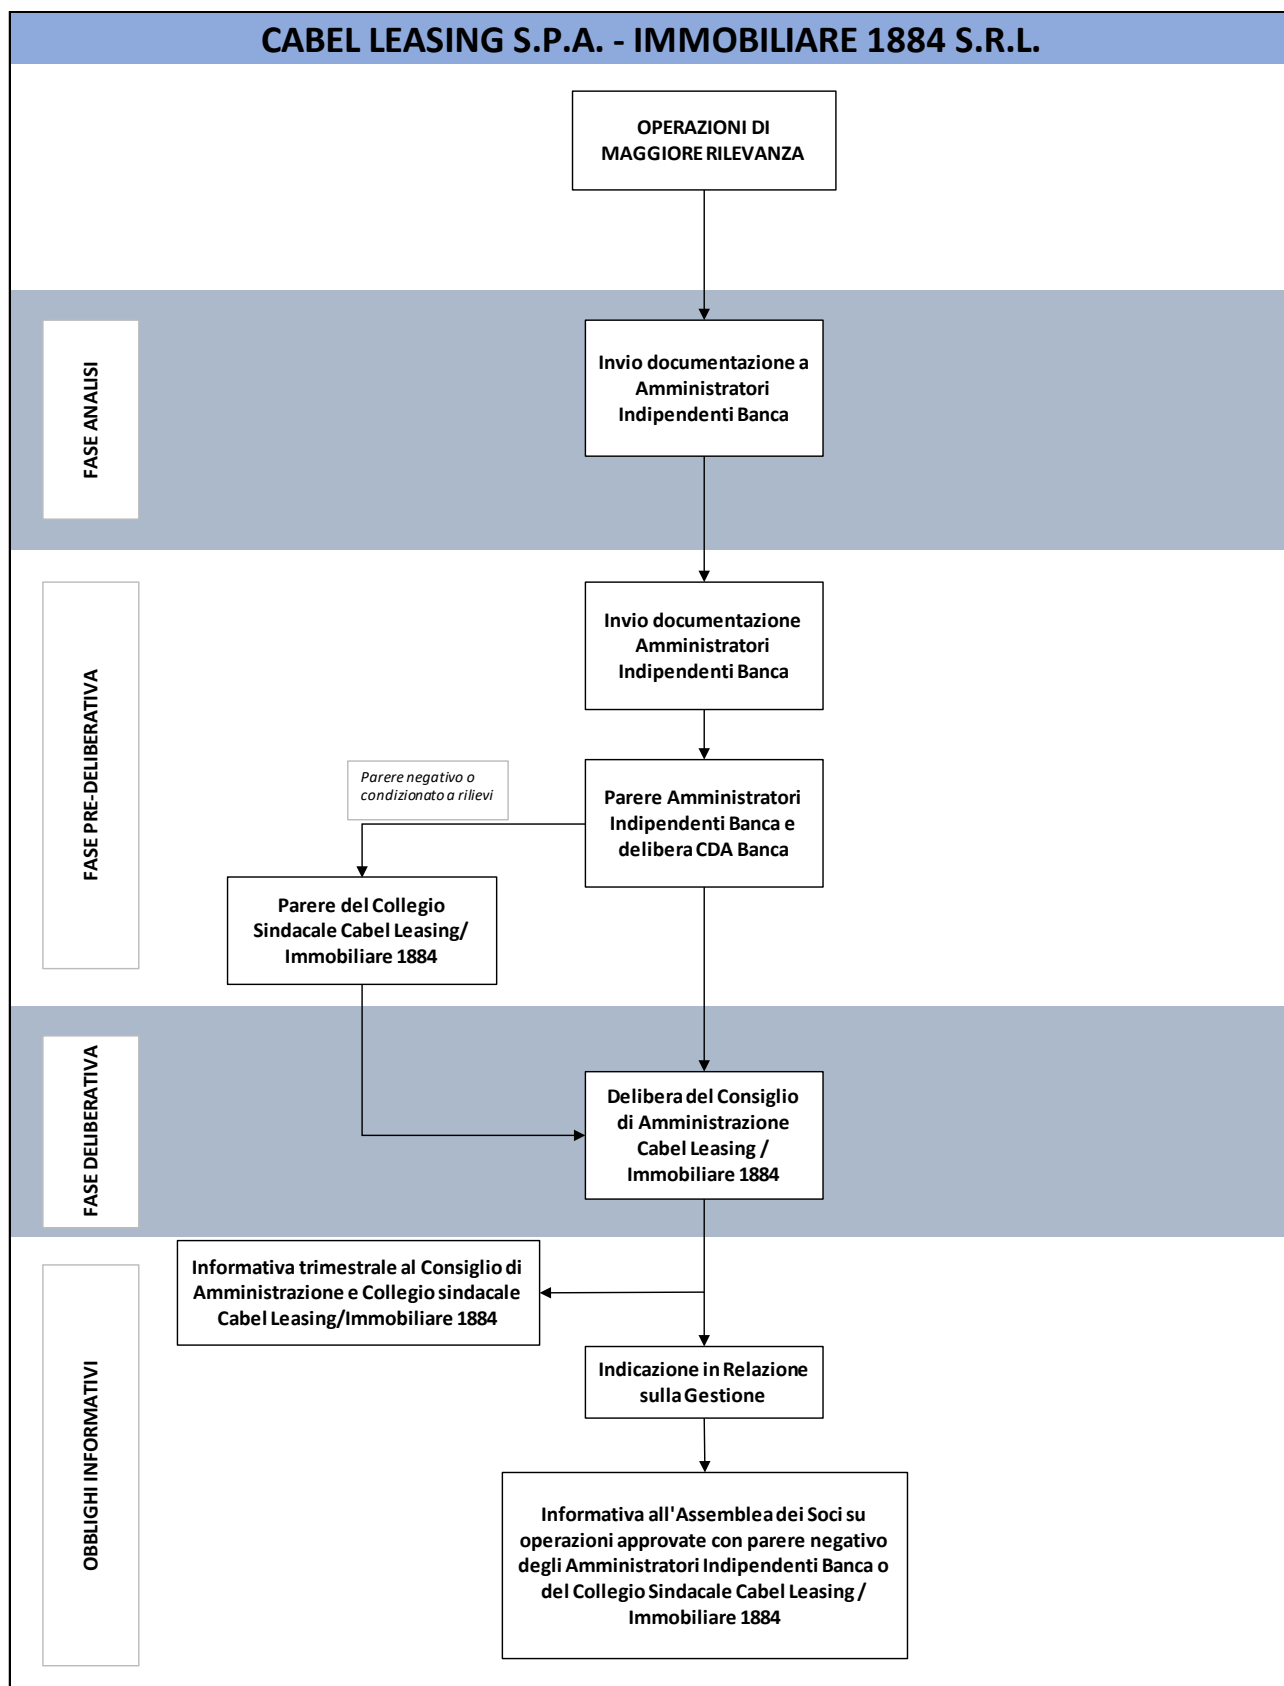 CABEL LEASING S.P.A. - IMMOBILIARE 1884 S.R.L.
OPERAZIONI DI
MAGGIORE RILEVANZA
FASE ANALISI
Invio documentazione a
Amministratori
Indipendenti Banca
FASE PRE-DELIBERATIVA
Invio documentazione
Amministratori
Indipendenti Banca
Parere negativo o
condizionato a rilievi
Parere Amministratori
Indipendenti Banca e
delibera CDA Banca
Parere del Collegio
Sindacale Cabel Leasing/
Immobiliare 1884
FASE DELIBERATIVA
Delibera del Consiglio
di Amministrazione
Cabel Leasing /
Immobiliare 1884
OBBLIGHI INFORMATIVI
Informativa trimestrale al Consiglio di
Amministrazione e Collegio sindacale
Cabel Leasing/Immobiliare 1884
Indicazione in Relazione
sulla Gestione
Informativa all'Assemblea dei Soci su
operazioni approvate con parere negativo
degli Amministratori Indipendenti Banca o
del Collegio Sindacale Cabel Leasing /
Immobiliare 1884